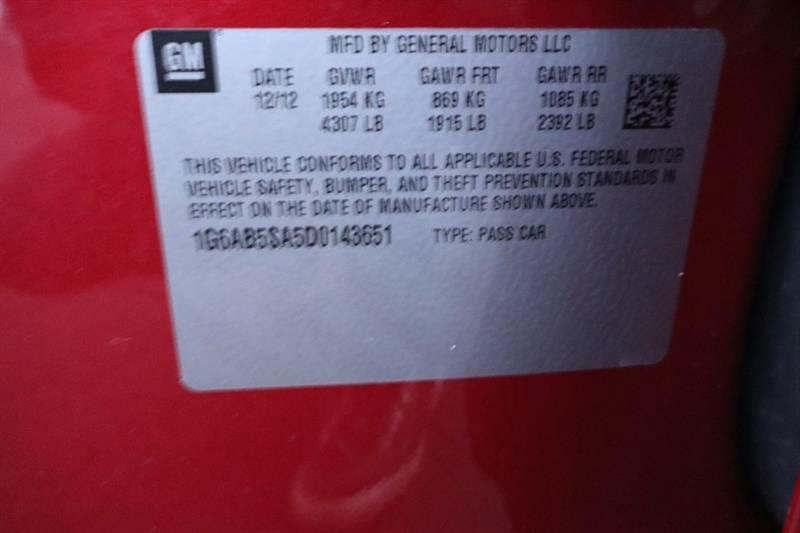 GM
MFD BY GENERAL MOTORS LLC
DATE GVWR GAWR FRT GAWR RR
12/12 1954 KG 869 KG 1085 KG
4307 LB 1915 LB 2392 LB
THIS VEHICLE CONFORMS TO ALL APPLICABLE U.S. FEDERAL MOTOR
VEHICLE SAFETY, BUMPER, AND THEFT PREVENTION STANDARDS IN
EFFECT ON THE DATE OF MANUFACTURE SHOWN ABOVE.
1G6AB5SA5D0143651 TYPE: PASS CAR